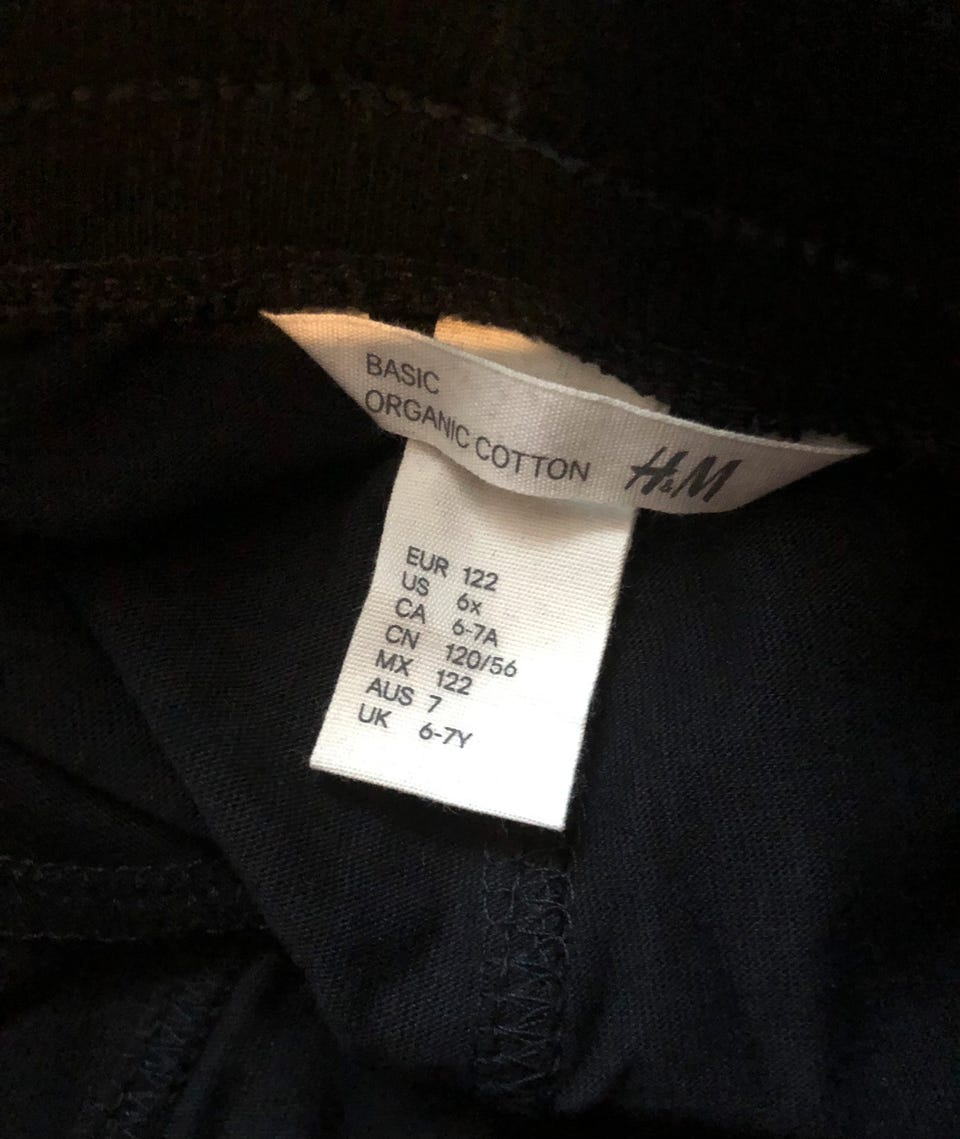 BASIC
ORGANIC COTTON H&M
EUR 122
US 6x
CA 6-7A
CN 120/56
MX 122
AUS 7
UK 6-7Y